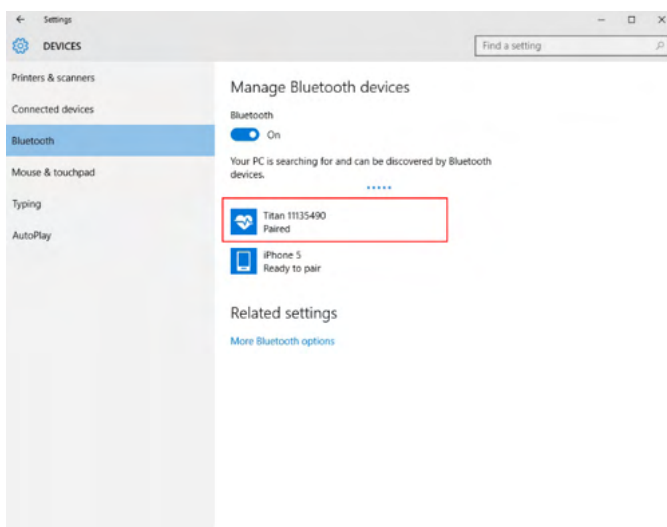 Settings
DEVICES
Find a setting
Printers & scanners
Connected devices
Bluetooth
Mouse & touchpad
Typing
AutoPlay
Manage Bluetooth devices
Bluetooth
On
Your PC is searching for and can be discovered by Bluetooth
devices.
Titan 11135490
Paired
iPhone 5
Ready to pair
Related settings
More Bluetooth options